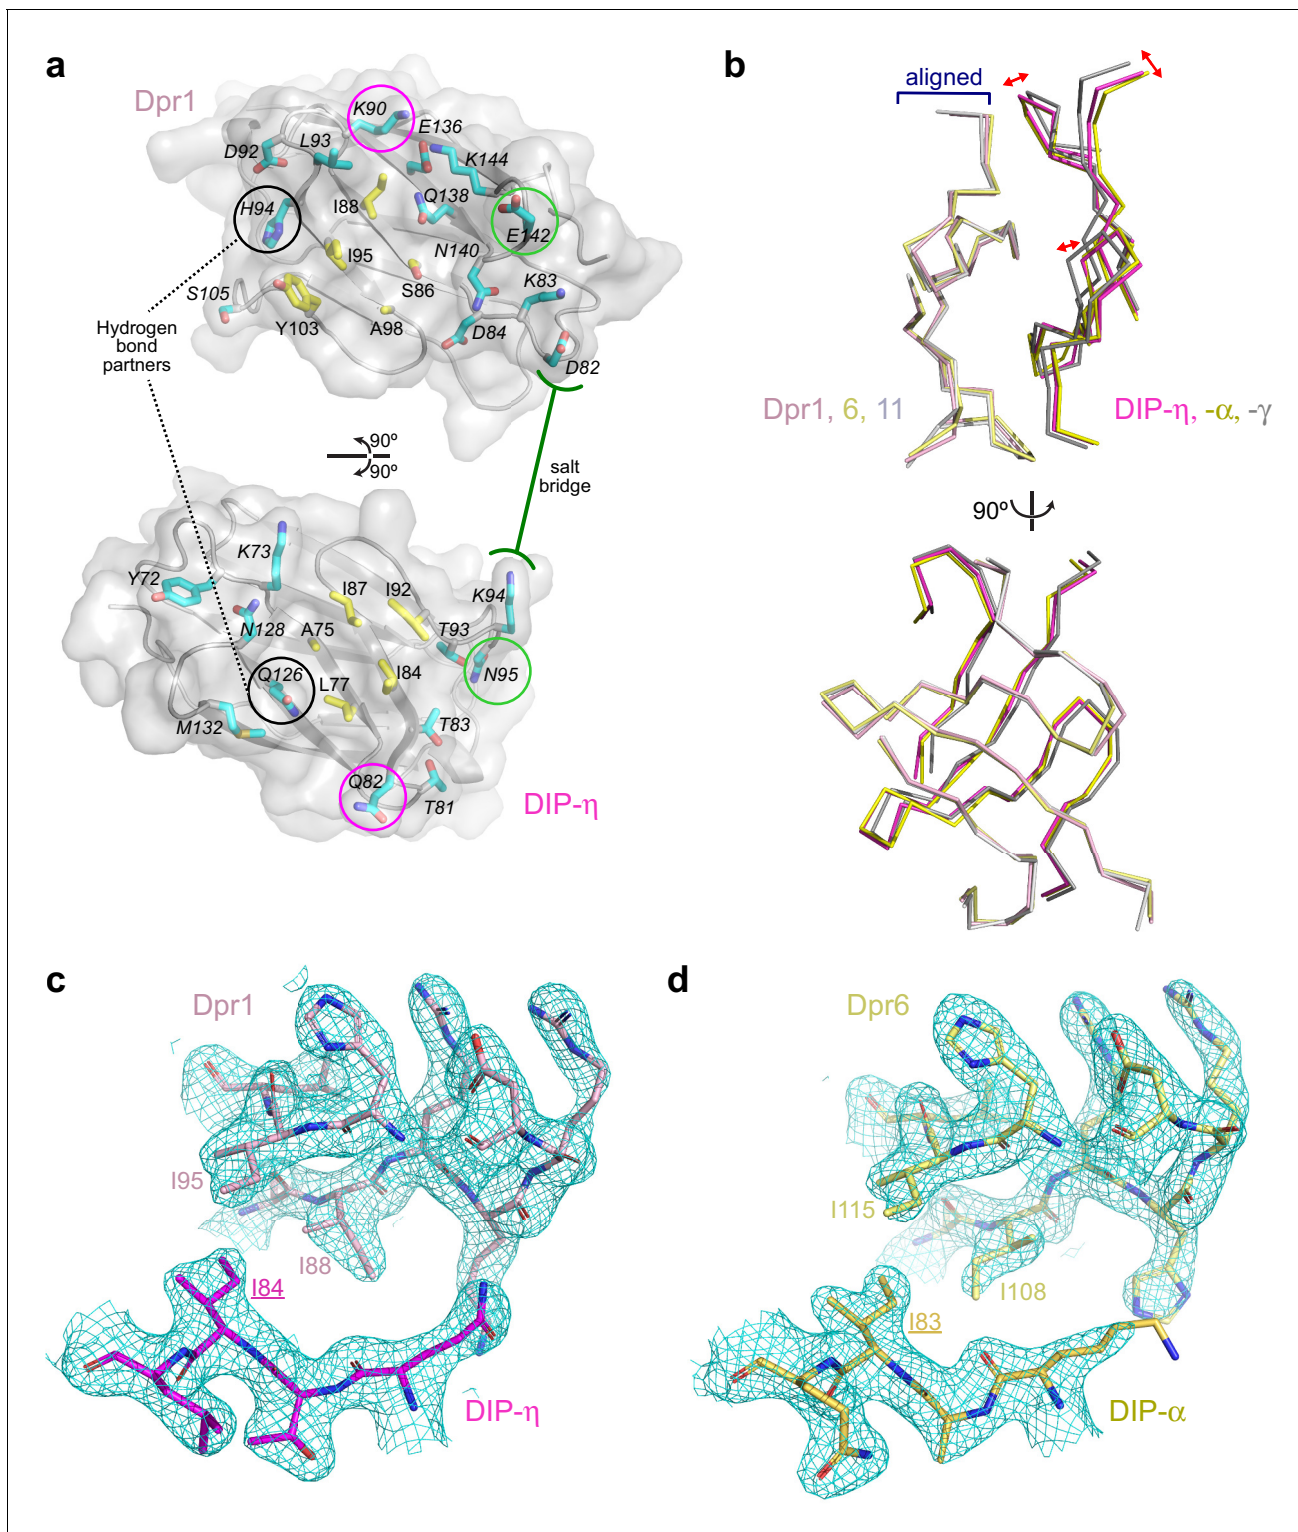 a
Dpr1
K90
E136
D92
L93
K144
H94
I88
Q138
E142
N140
I95
S86
K83
S105
Y103
A98
D84
D82
Hydrogen
bond
partners
90º
90º
salt
bridge
K73
Y72
I87
I92
K94
N128
A75
T93
Q126
I84
N95
L77
M132
T83
Q82
T81
DIP-η
b
aligned
Dpr1, 6, 11
DIP-η, -α, -γ
90º
c
Dpr1
I95
I88
I84
DIP-η
d
Dpr6
I115
I108
I83
DIP-α